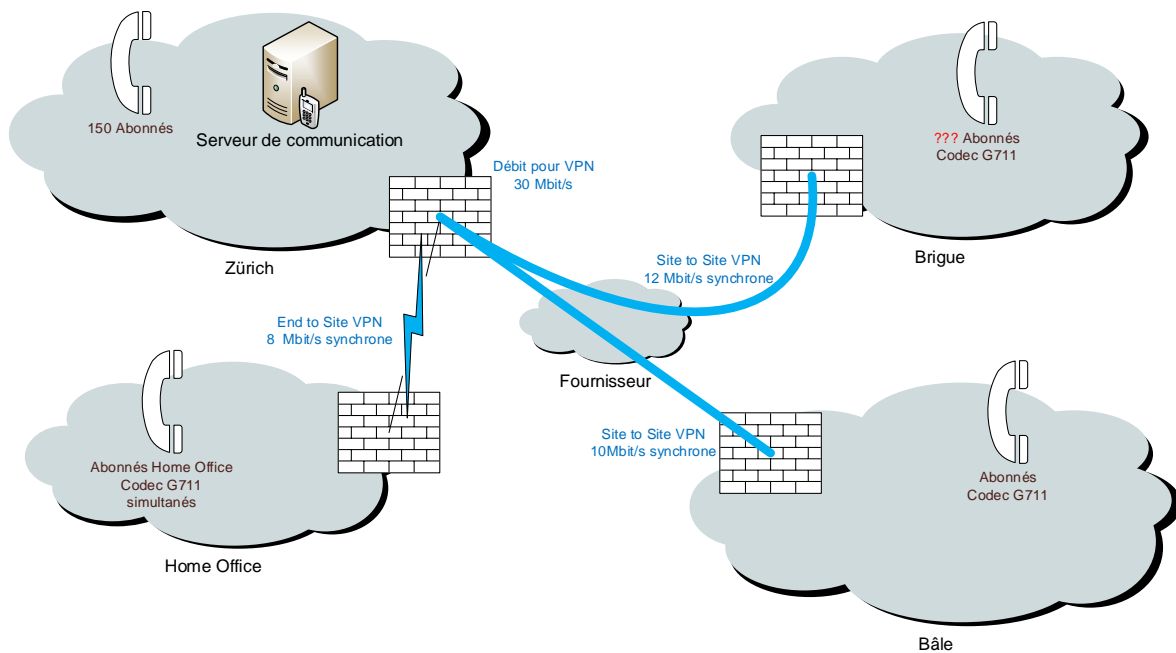 150 Abonnés
Serveur de communication
Débit pour VPN
30 Mbit/s
Zürich
??? Abonnés
Codec G711
Brigue
Site to Site VPN
12 Mbit/s synchrone
End to Site VPN
8 Mbit/s synchrone
Fournisseur
Abonnés Home Office
Codec G711
simultanés
Home Office
Site to Site VPN
10Mbit/s synchrone
Abonnés
Codec G711
Bâle